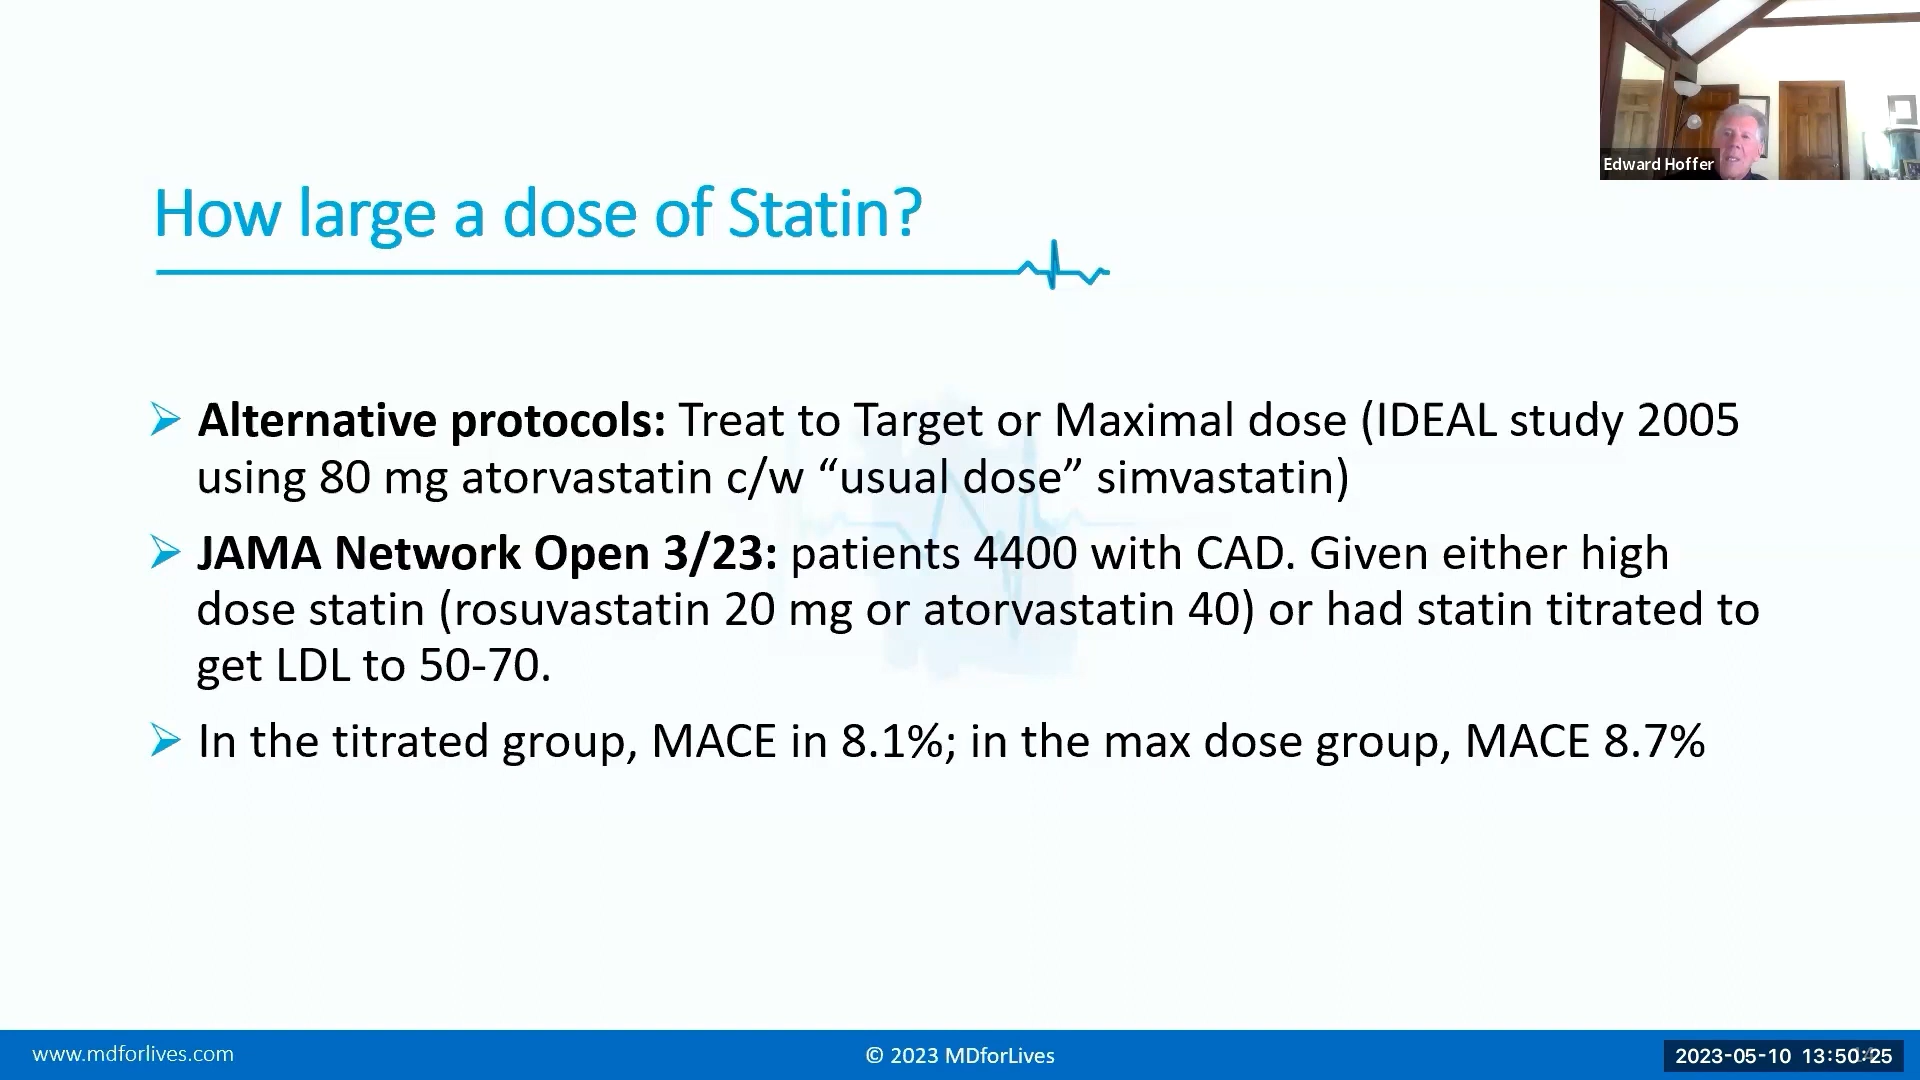 Edward Hoffer
How large a dose of Statin?
Alternative protocols: Treat to Target or Maximal dose (IDEAL study 2005
using 80 mg atorvastatin c/w “usual dose” simvastatin)
JAMA Network Open 3/23: patients 4400 with CAD. Given either high
dose statin (rosuvastatin 20 mg or atorvastatin 40) or had statin titrated to
get LDL to 50-70.
In the titrated group, MACE in 8.1%; in the max dose group, MACE 8.7%
www.mdforlives.com
© 2023 MDforLives
2023-05-10 13:50:25